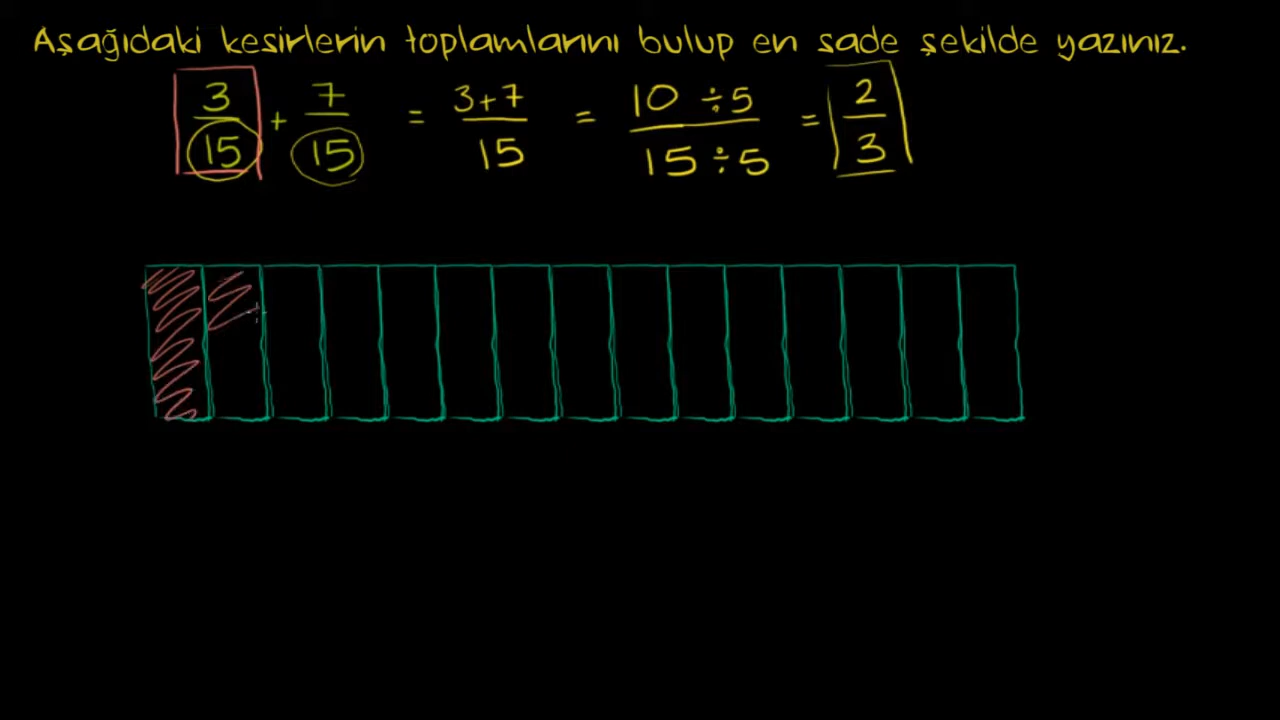 Aşağıdaki kesirlerin toplamlarını bulup en sade şekilde yazınız.
3/15 + 7/15 = 3+7/15 = 10 ÷5/15 ÷5 = 2/3